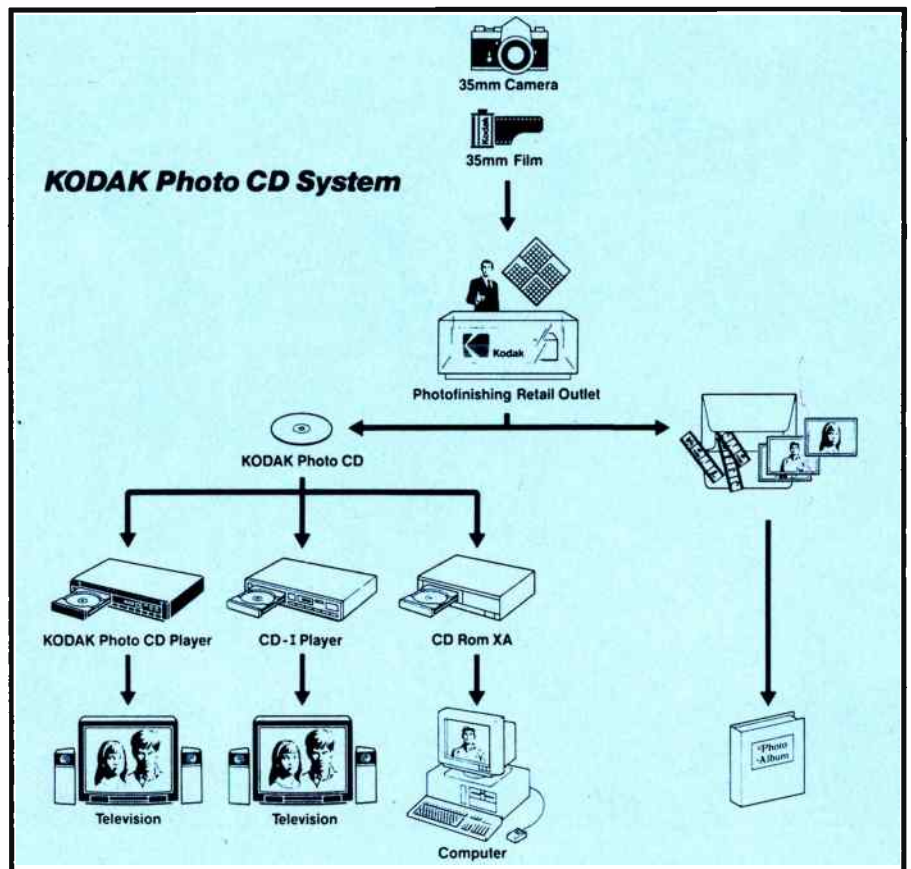 35mm Camera
Kodak
35mm Film
KODAK Photo CD System
Kodak
Photofinishing Retail Outlet
KODAK Photo CD
KODAK Photo CD Player
CD-I Player
CD Rom XA
Photo
Album
Television
Television
Computer